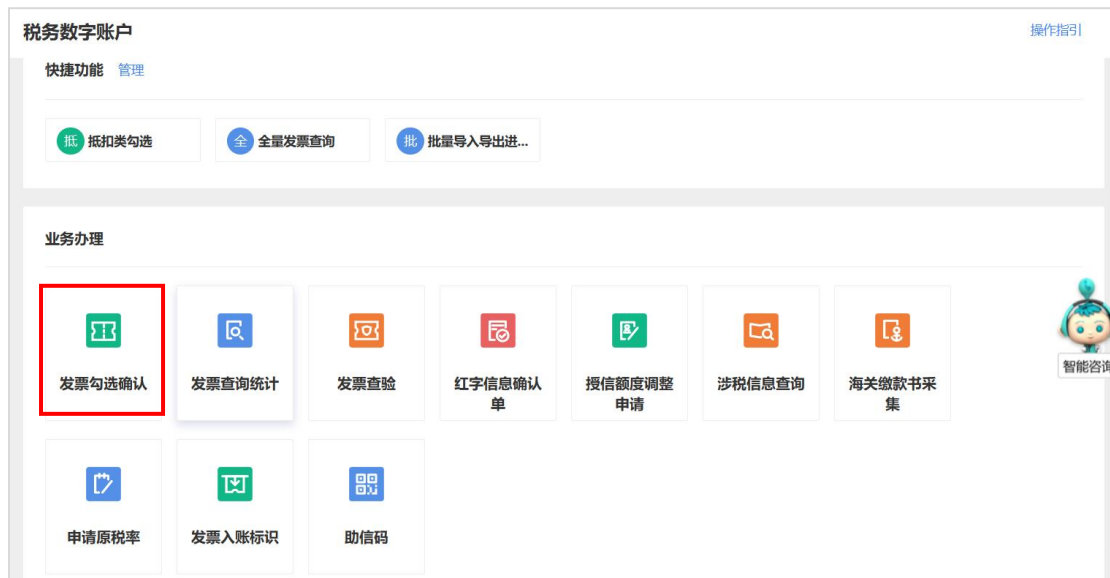 税务数字账户
操作指引
快捷功能 管理
抵 抵扣类勾选
全 全量发票查询
批 批量导入导出进...
业务办理
发票勾选确认
发票查询统计
发票查验
红字信息确认
单
授信额度调整
申请
涉税信息查询
海关缴款书采
集
智能咨询
申请原税率
发票入账标识
助信码